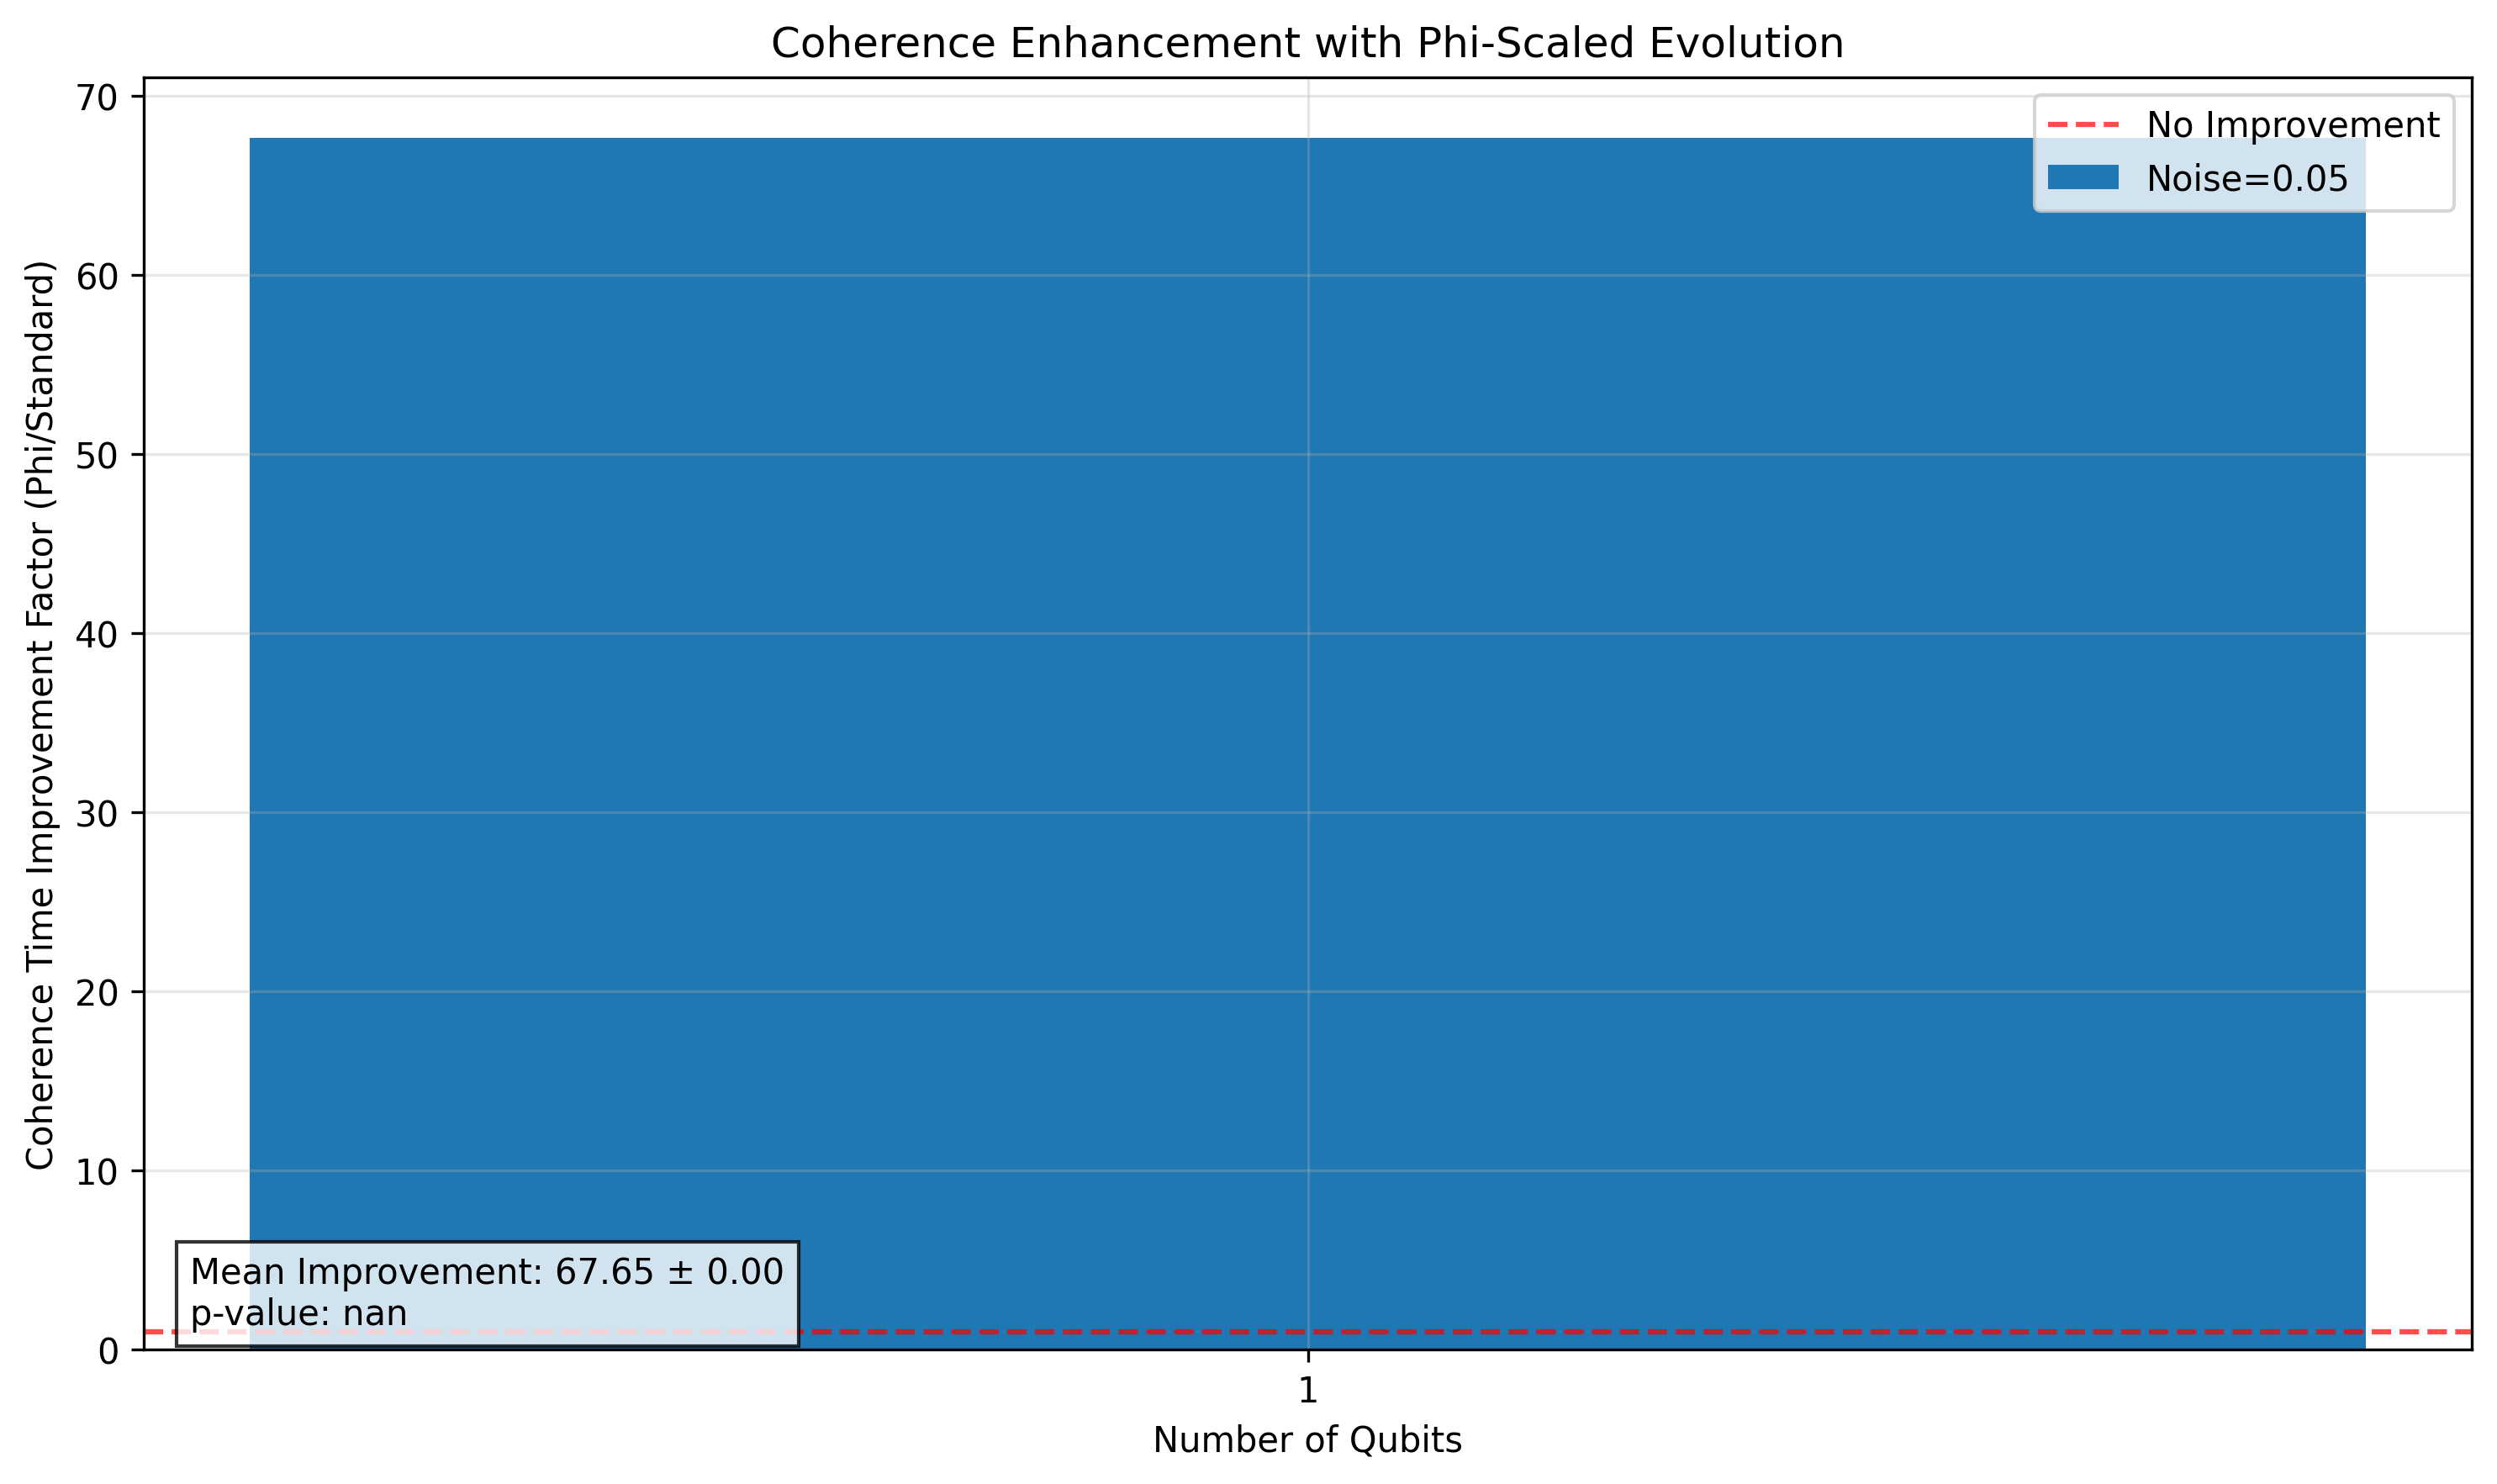 Coherence Enhancement with Phi-Scaled Evolution
Coherence Time Improvement Factor (Phi/Standard)
70
60
50
40
30
20
10
0
No Improvement
Noise=0.05
Mean Improvement: 67.65 ± 0.00
p-value: nan
1
Number of Qubits